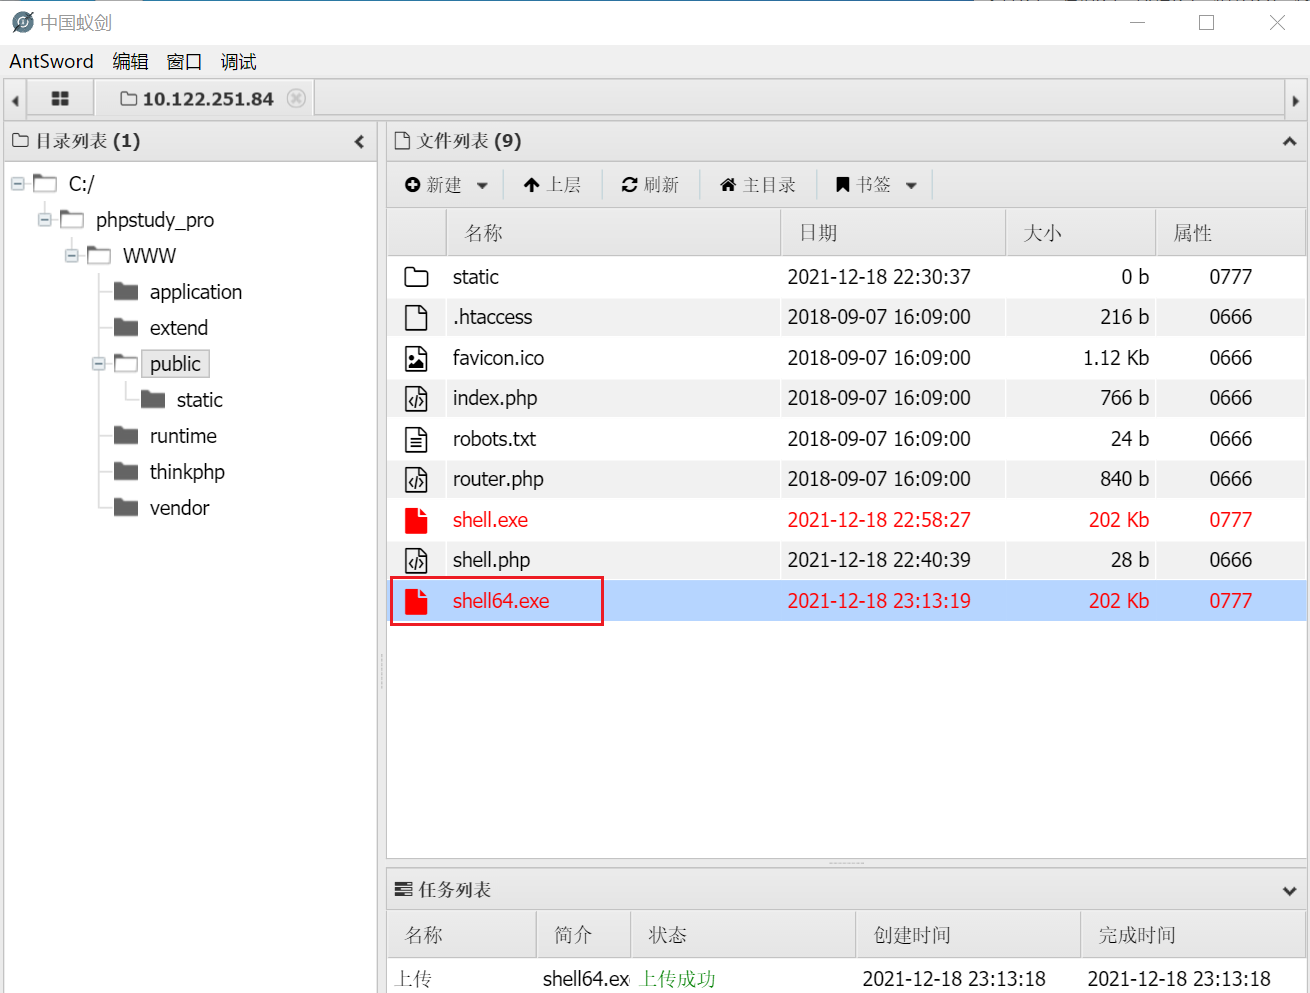 中国蚁剑
AntSword 编辑 窗口 调试
10.122.251.84
目录列表 (1)
C:/
phpstudy_pro
WWW
application
extend
public
static
runtime
thinkphp
vendor
文件列表 (9)
新建 上层 刷新 主目录 书签
名称 日期 大小 属性
static 2021-12-18 22:30:37 0 b 0777
.htaccess 2018-09-07 16:09:00 216 b 0666
favicon.ico 2018-09-07 16:09:00 1.12 Kb 0666
index.php 2018-09-07 16:09:00 766 b 0666
robots.txt 2018-09-07 16:09:00 24 b 0666
router.php 2018-09-07 16:09:00 840 b 0666
shell.exe 2021-12-18 22:58:27 202 Kb 0777
shell.php 2021-12-18 22:40:39 28 b 0666
shell64.exe 2021-12-18 23:13:19 202 Kb 0777
任务列表
名称 简介 状态 创建时间 完成时间
上传 shell64.ex 上传成功 2021-12-18 23:13:18 2021-12-18 23:13:18